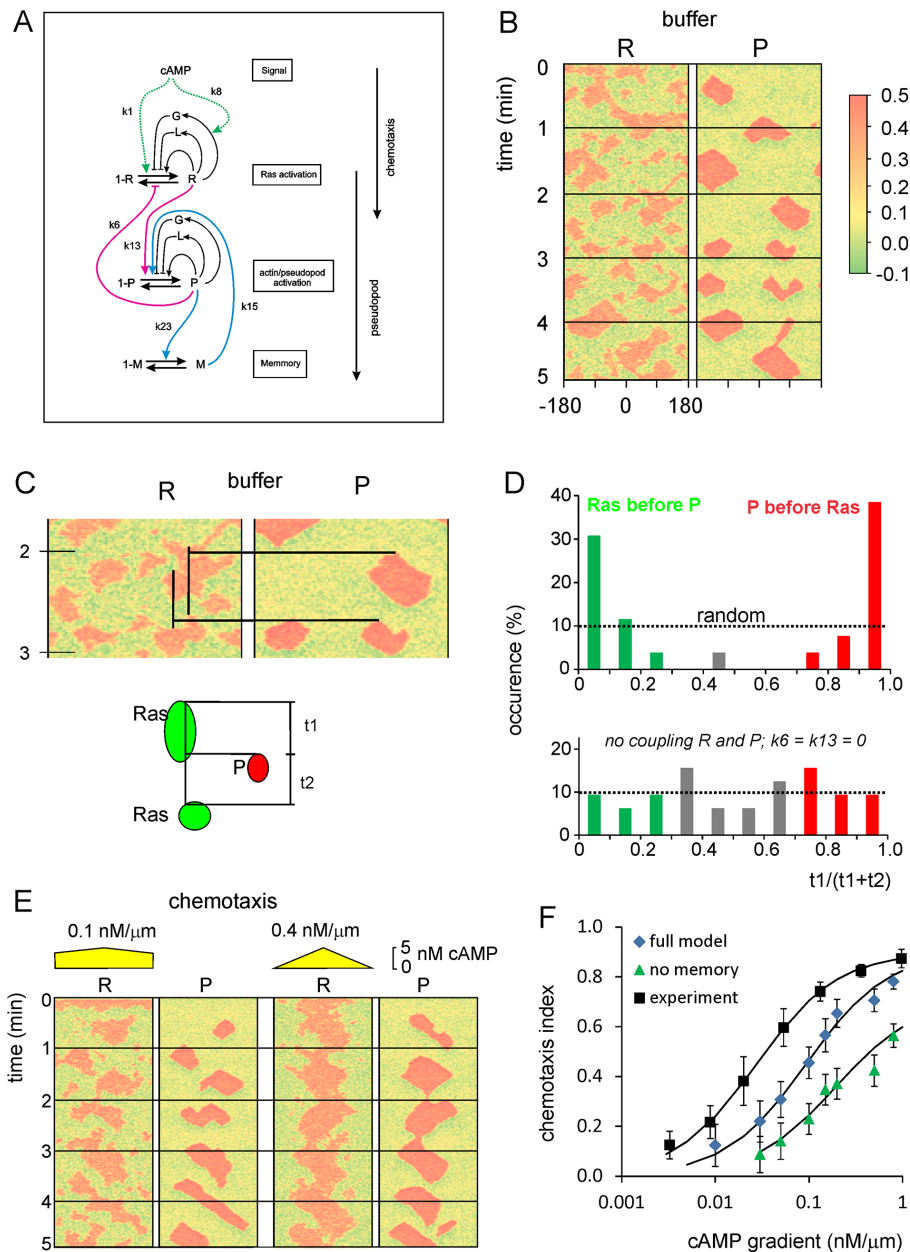 A
cAMP
Signal
k1
k8
G
L
chemotaxis
1-R
R
Ras activation
k6
k13
G
L
1-P
P
actin/pseudopod
activation
k15
k23
pseudopod
1-M
M
Memmory
B
buffer
R
P
time (min)
0
1
2
3
4
5
-180
0
180
0.5
0.4
0.3
0.2
0.1
0.0
-0.1
C
buffer
R
P
2
3
Ras
t1
P
t2
Ras
D
occurence (%)
40
30
20
10
0
Ras before P
P before Ras
random
0
0.2
0.4
0.6
0.8
1.0
no coupling R and P; k6 = k13 = 0
20
10
0
0
0.2
0.4
0.6
0.8
1.0
t1/(t1+t2)
E
chemotaxis
0.1 nM/µm
0.4 nM/µm
5
0
nM cAMP
R
P
R
P
time (min)
0
1
2
3
4
5
F
chemotaxis index
1.0
0.8
0.6
0.4
0.2
0.0
full model
no memory
experiment
0.001
0.01
0.1
1
cAMP gradient (nM/µm)